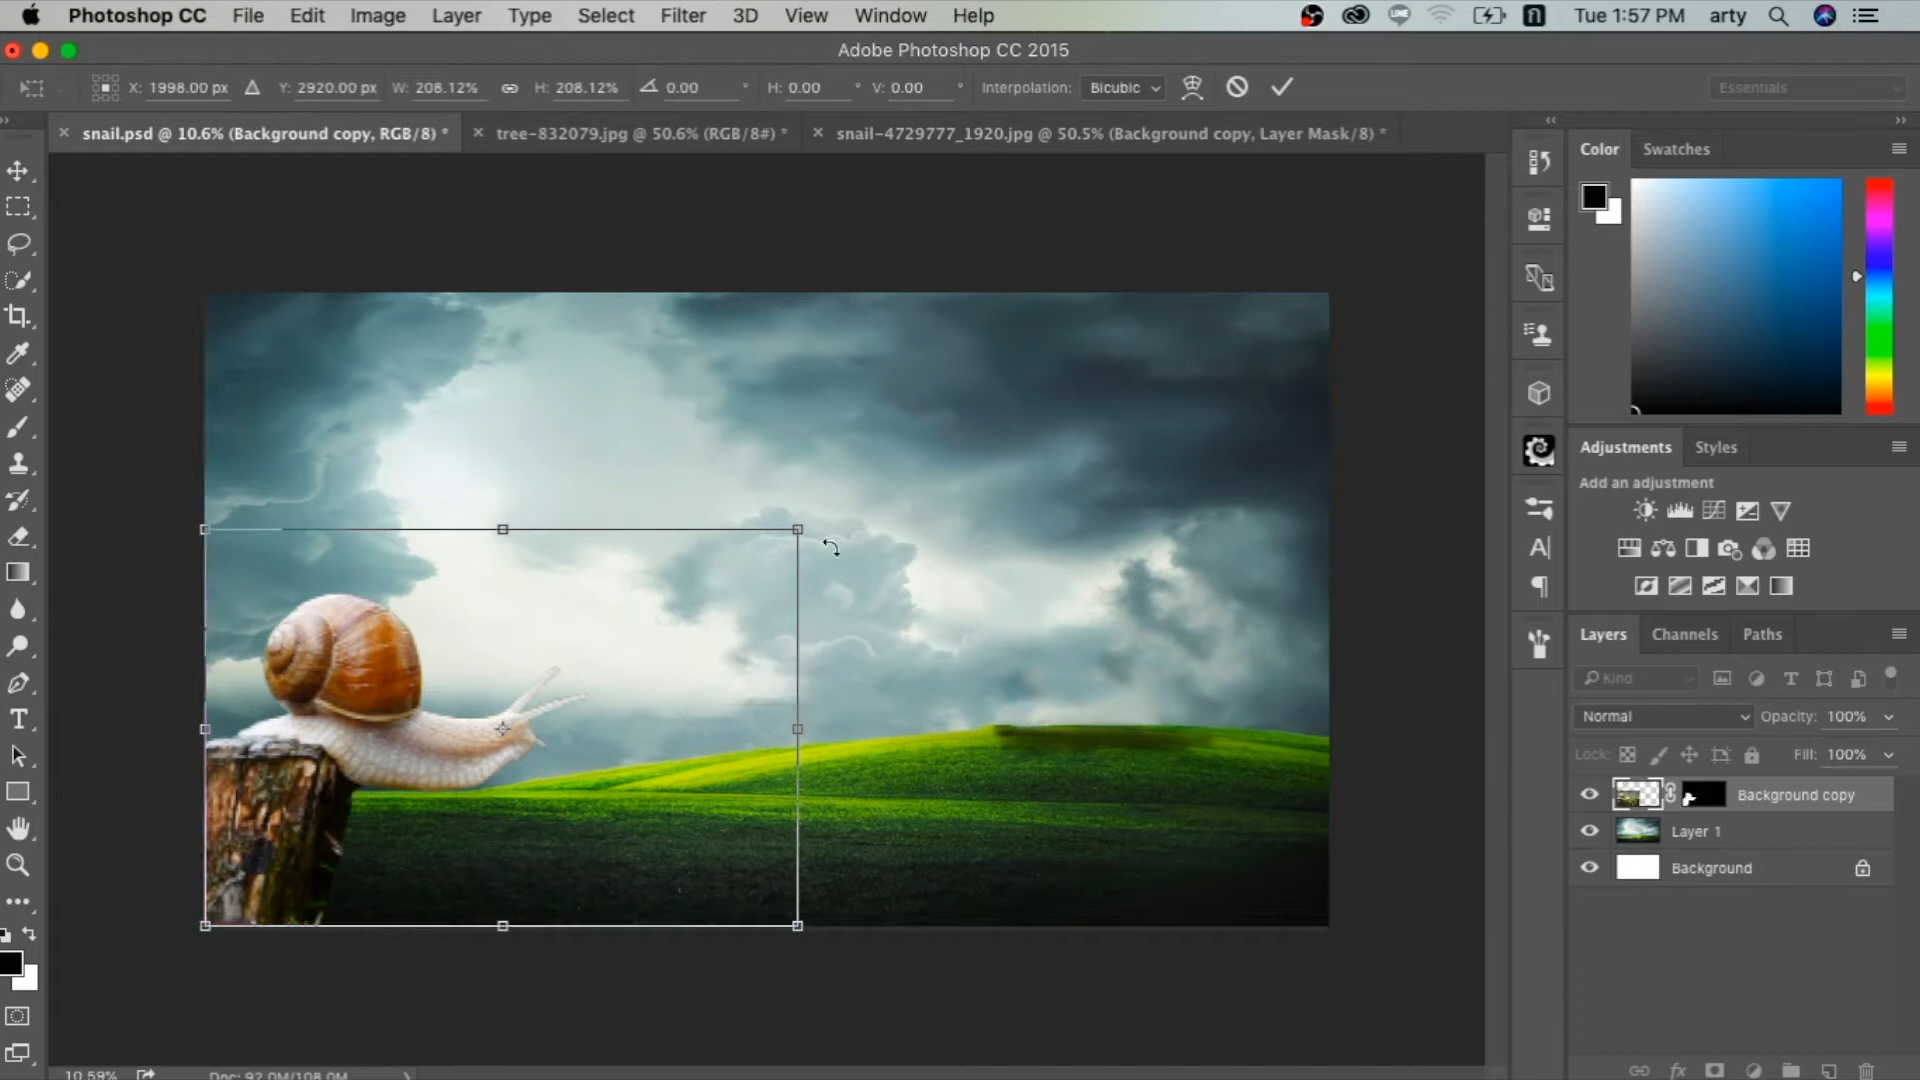 Photoshop CC File Edit Image Layer Type Select Filter 3D View Window Help Tue 1:57 PM arty
Adobe Photoshop CC 2015
X: 1998.00 px Y: 2920.00 px W: 208.12% H: 208.12% 0.00 ° H: 0.00 ° V: 0.00 ° Interpolation: Bicubic Essentials
snail.psd @ 10.6% (Background copy, RGB/8) * tree-832079.jpg @ 50.6% (RGB/8#) * snail-4729777_1920.jpg @ 50.5% (Background copy, Layer Mask/8) *
Color Swatches
Adjustments Styles
Add an adjustment
Layers Channels Paths
Kind
Normal Opacity: 100%
Lock: Fill: 100%
Background copy
Layer 1
Background
10.59% Doc: 92.0M/108.0M